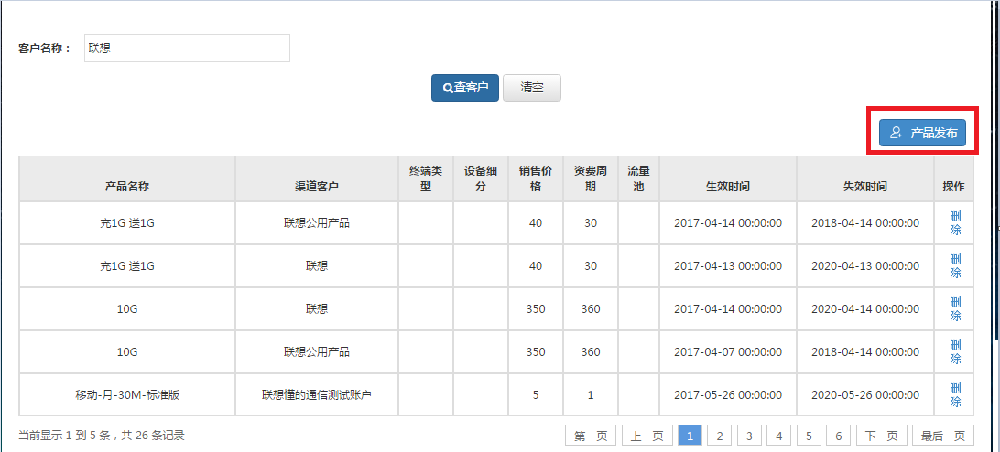 客户名称： 联想
查客户 清空
产品发布
产品名称 渠道客户 终端类型 设备细分 销售价格 资费周期 流量池 生效时间 失效时间 操作
充1G 送1G 联想公用产品 40 30 2017-04-14 00:00:00 2018-04-14 00:00:00 删除
充1G 送1G 联想 40 30 2017-04-13 00:00:00 2020-04-13 00:00:00 删除
10G 联想 350 360 2017-04-14 00:00:00 2020-04-14 00:00:00 删除
10G 联想公用产品 350 360 2017-04-07 00:00:00 2018-04-14 00:00:00 删除
移动-月-30M-标准版 联想懂的通信测试账户 5 1 2017-05-26 00:00:00 2020-05-26 00:00:00 删除
当前显示 1 到 5 条，共 26 条记录 第一页 上一页 1 2 3 4 5 6 下一页 最后一页